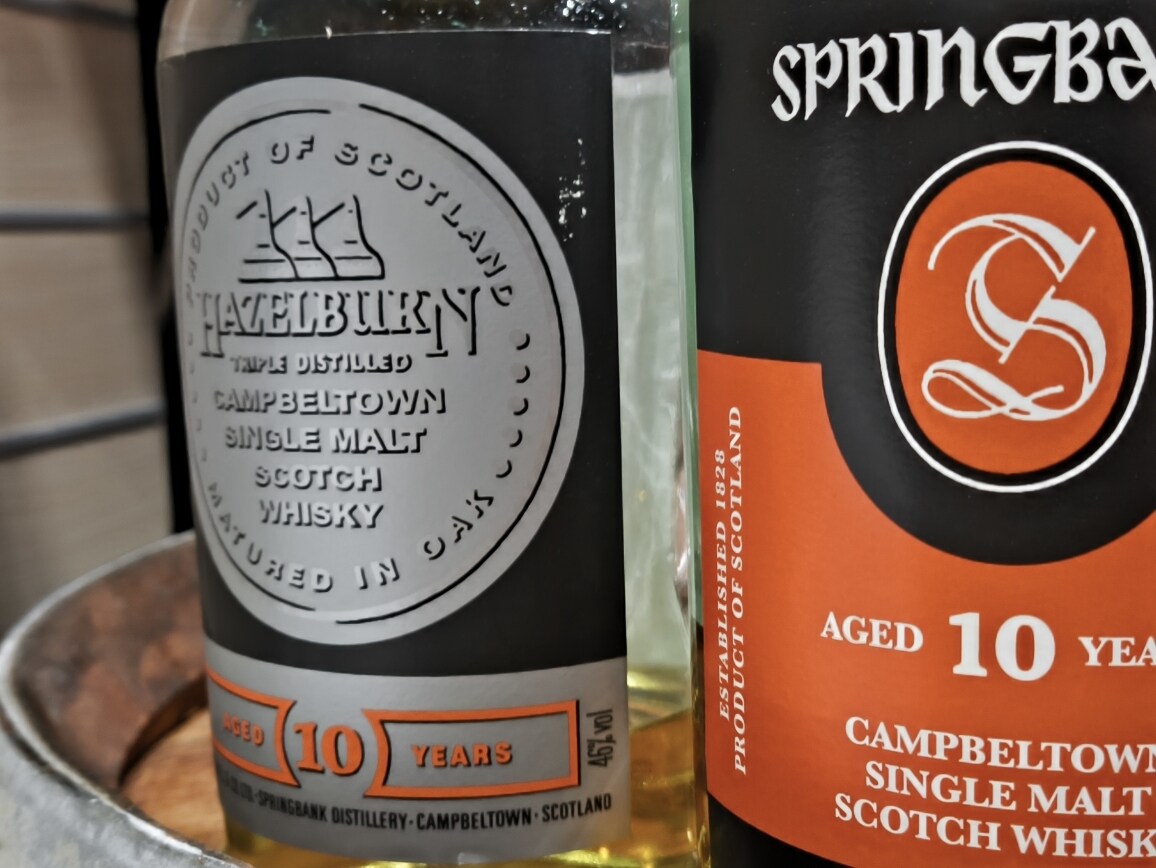 PRODUCT OF SCOTLAND
HAZELBURN
TRIPLE DISTILLED
CAMPBELTOWN
SINGLE MALT
SCOTCH
WHISKY
MATURED IN OAK
AGED 10 YEARS
46% vol
SPRINGBANK DISTILLERY · CAMPBELTOWN · SCOTLAND
SPRINGBA
S
ESTABLISHED 1828
PRODUCT OF SCOTLAND
AGED 10 YEA
CAMPBELTOWN
SINGLE MALT
SCOTCH WHISK